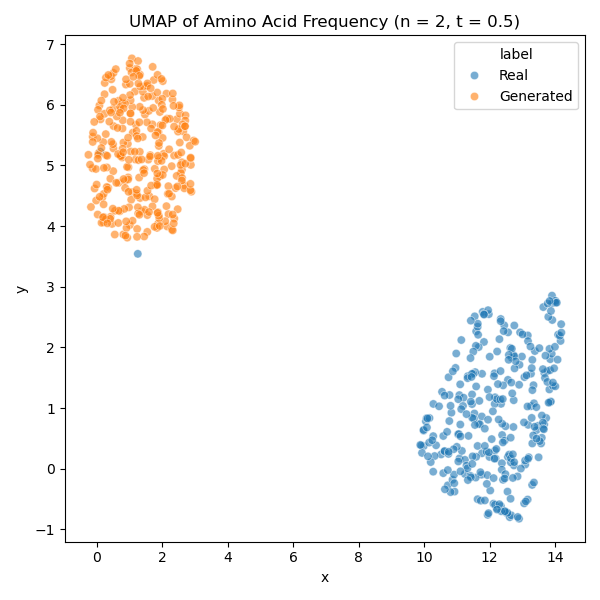 UMAP of Amino Acid Frequency (n = 2, t = 0.5)
label
Real
Generated
7
6
5
4
3
2
1
0
−1
y
0 2 4 6 8 10 12 14
x